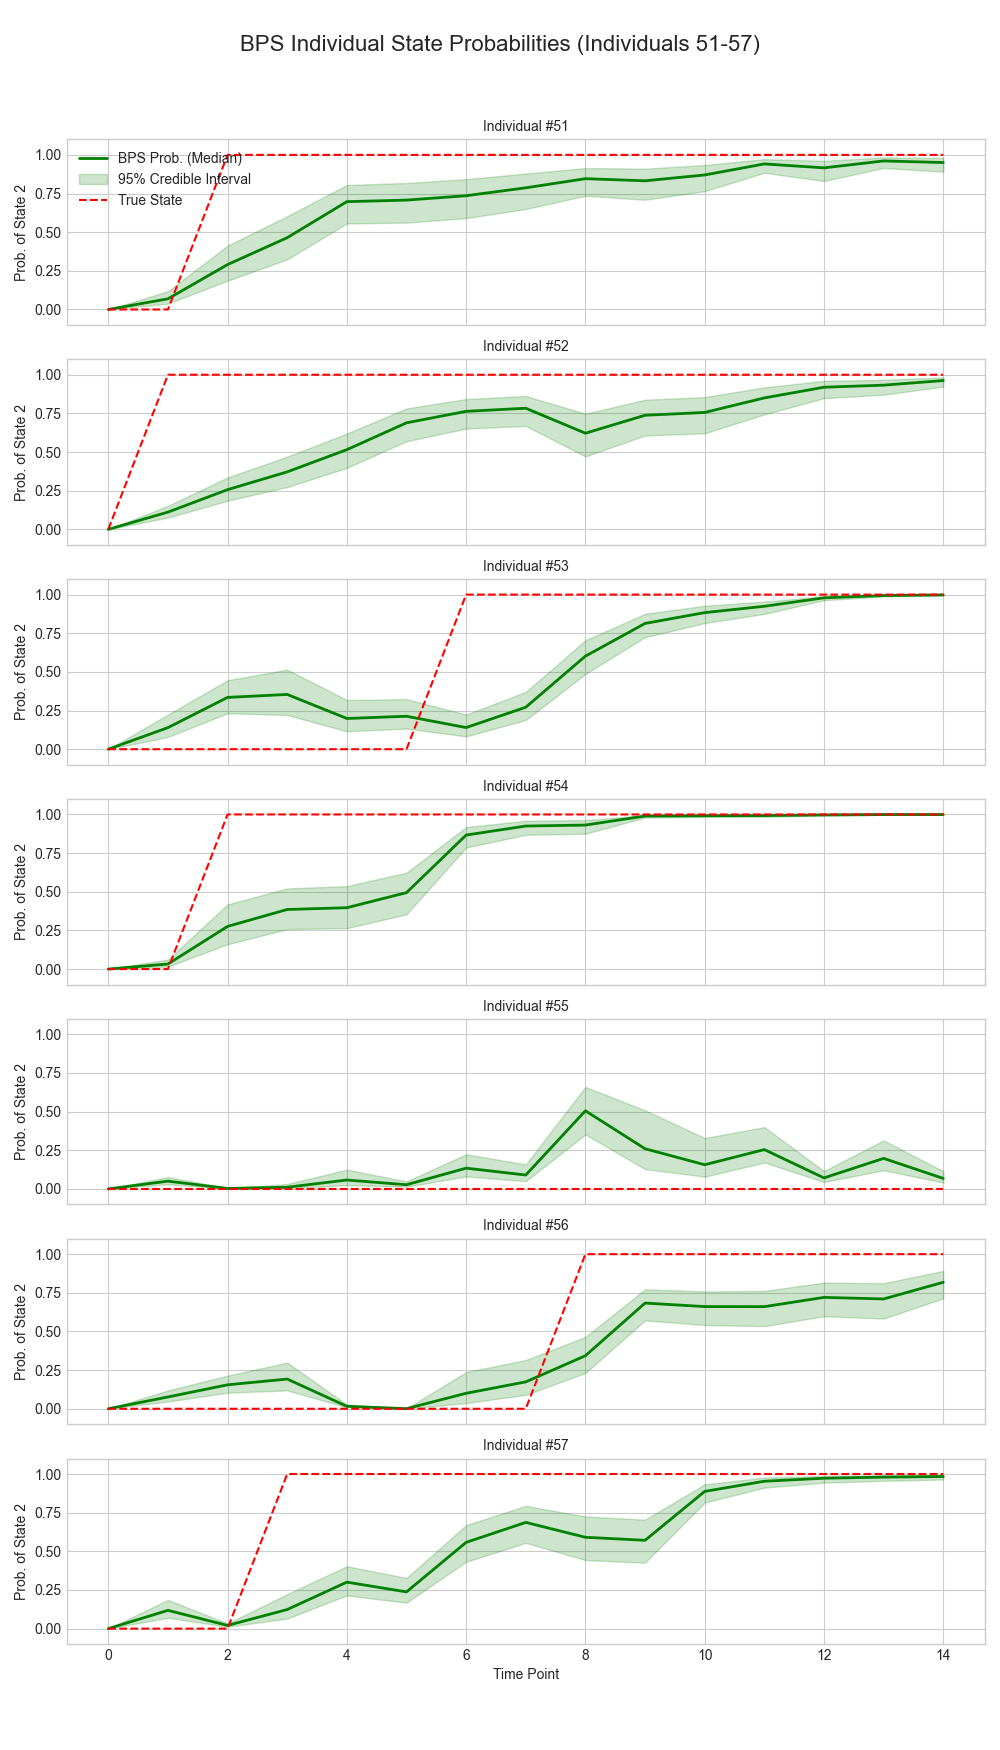 BPS Individual State Probabilities (Individuals 51-57)
Individual #51
Prob. of State 2
1.00
0.75
0.50
0.25
0.00
BPS Prob. (Median)
95% Credible Interval
True State
Individual #52
Prob. of State 2
1.00
0.75
0.50
0.25
0.00
Individual #53
Prob. of State 2
1.00
0.75
0.50
0.25
0.00
Individual #54
Prob. of State 2
1.00
0.75
0.50
0.25
0.00
Individual #55
Prob. of State 2
1.00
0.75
0.50
0.25
0.00
Individual #56
Prob. of State 2
1.00
0.75
0.50
0.25
0.00
Individual #57
Prob. of State 2
1.00
0.75
0.50
0.25
0.00
0 2 4 6 8 10 12 14
Time Point